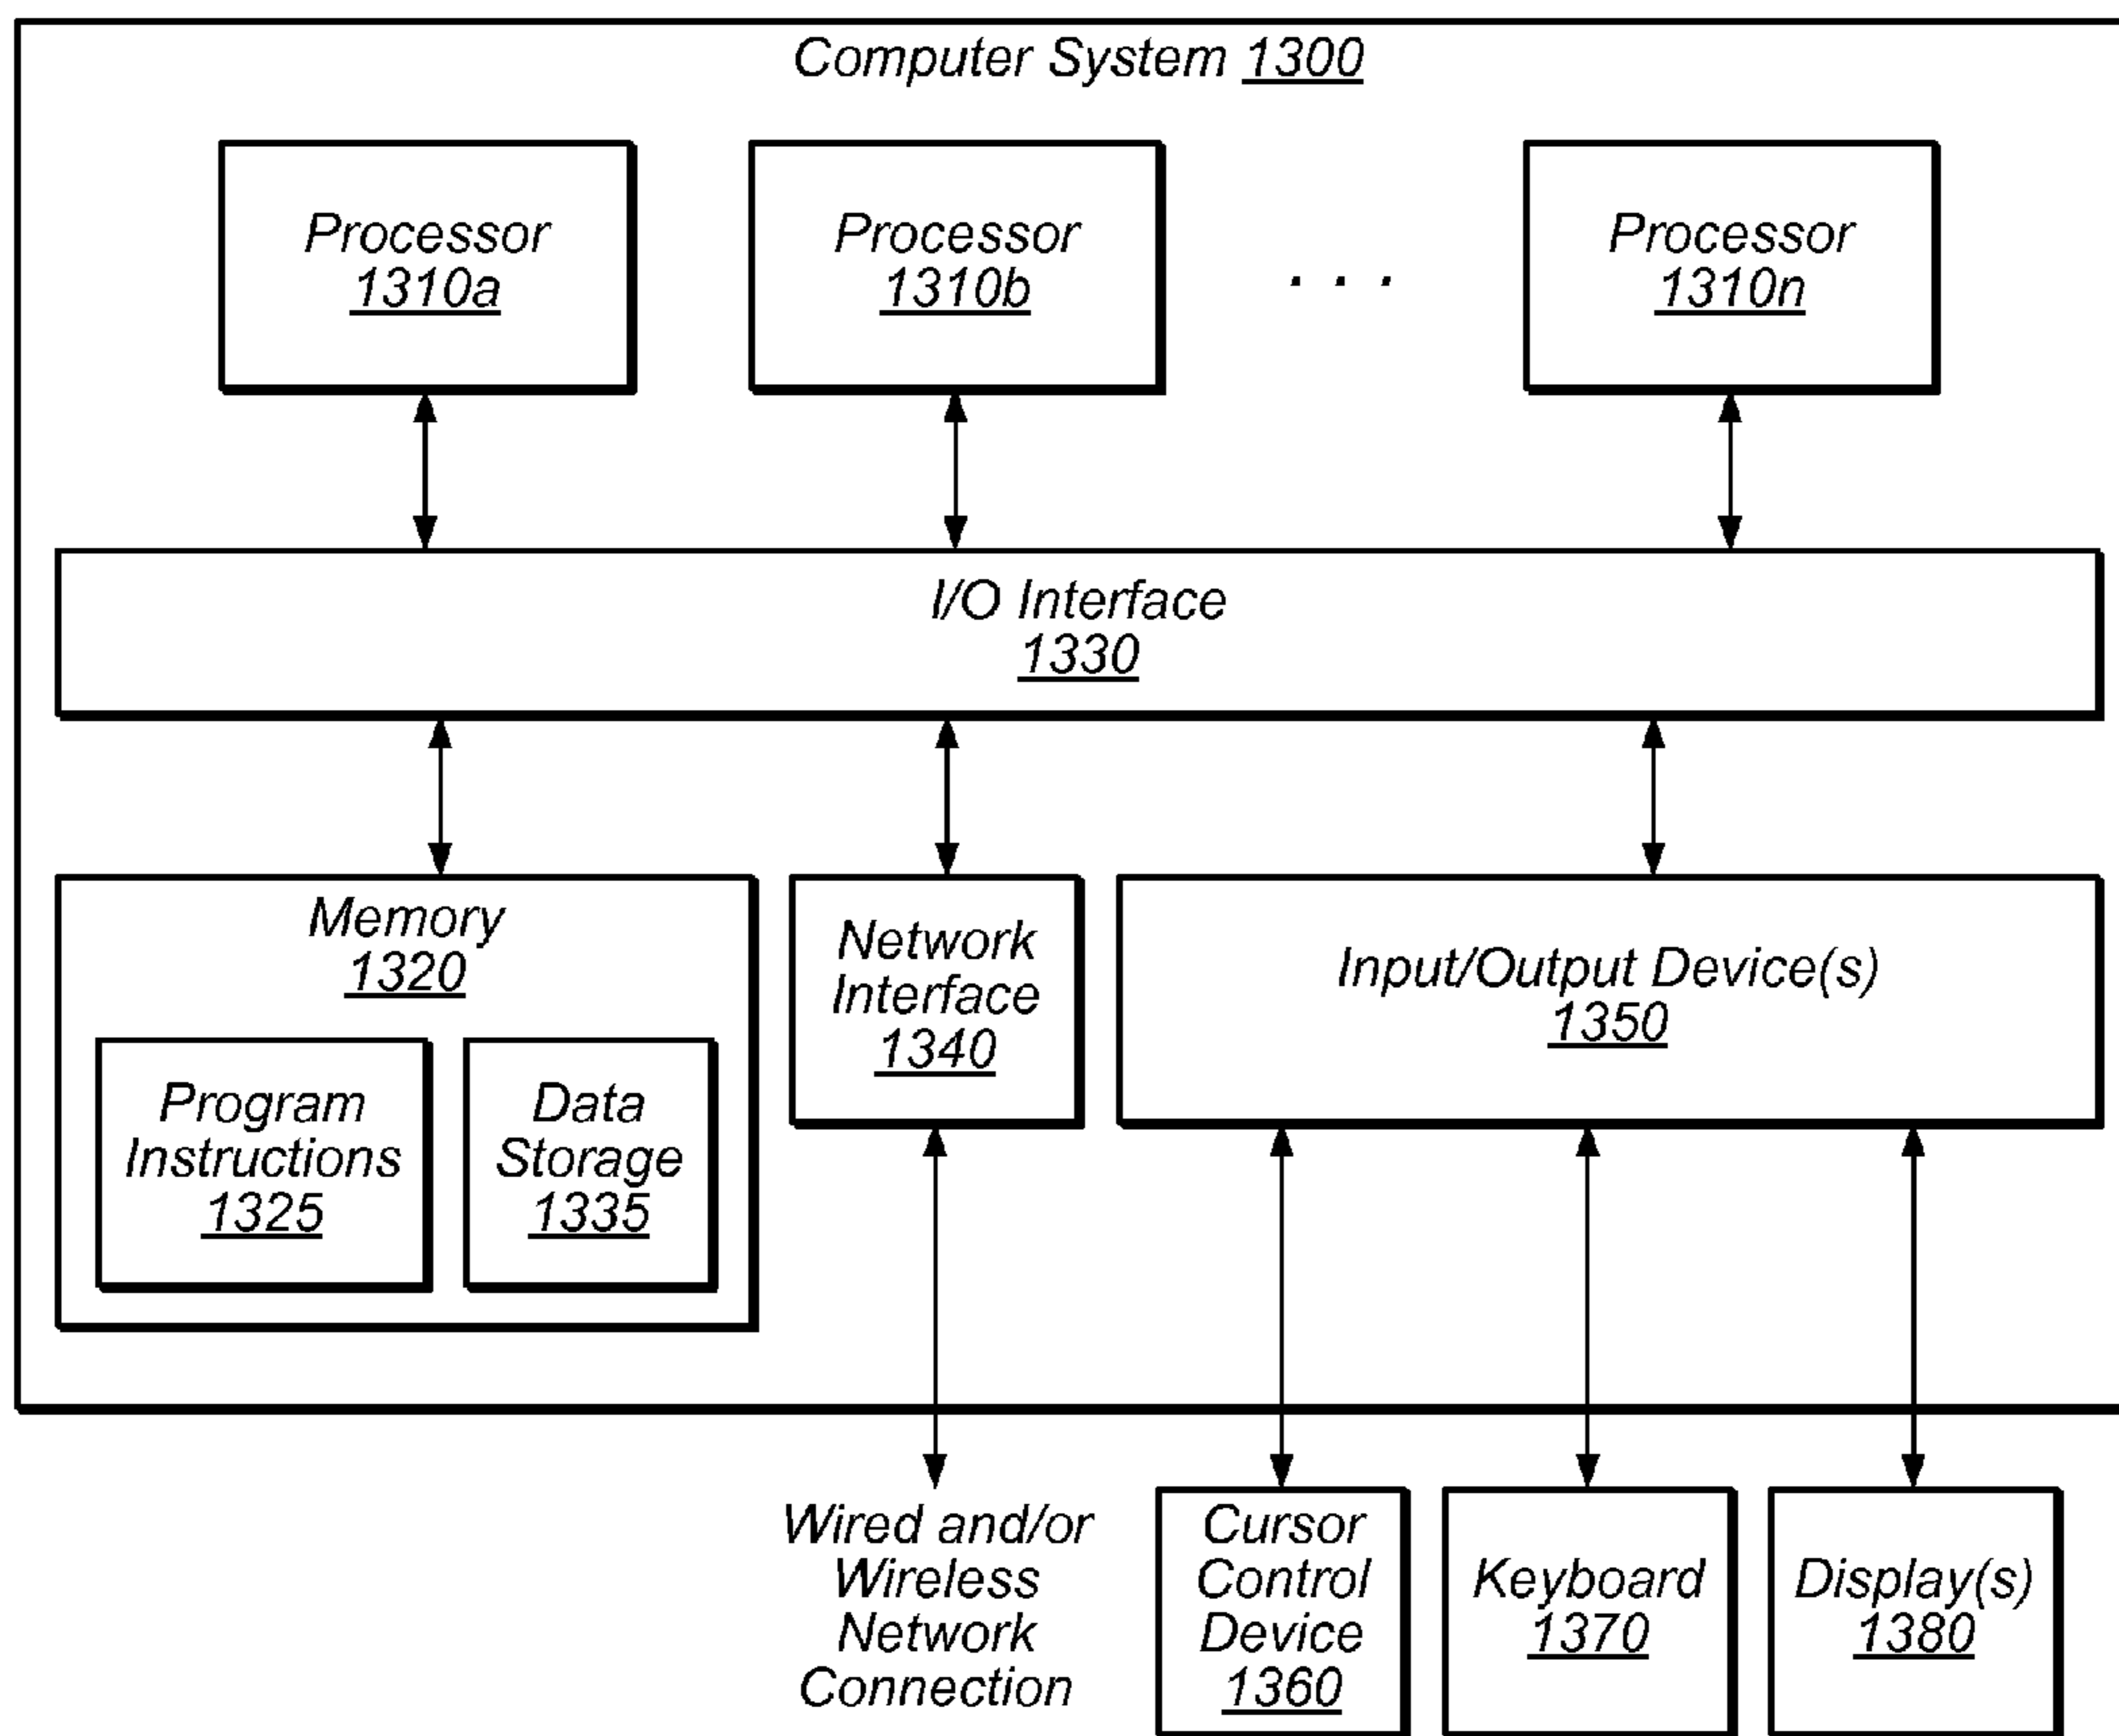 Computer System 1300
Processor
1310a
Processor
1310b
. . .
Processor
1310n
I/O Interface
1330
Memory
1320
Program
Instructions
1325
Data
Storage
1335
Network
Interface
1340
Input/Output Device(s)
1350
Wired and/or
Wireless
Network
Connection
Cursor
Control
Device
1360
Keyboard
1370
Display(s)
1380